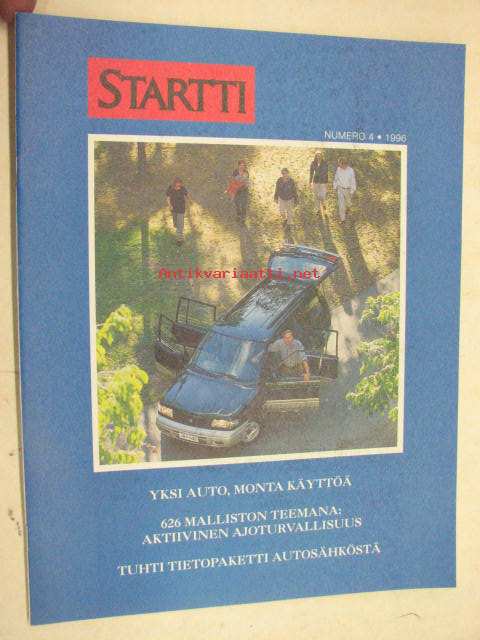 STARTTI
NUMERO 4 • 1996
Antikvariaatti.net
YKSI AUTO, MONTA KÄYTTÖÄ
626 MALLISTON TEEMANA:
AKTIIVINEN AJOTURVALLISUUS
TUHTI TIETOPAKETTI AUTOSÄHKÖSTÄ